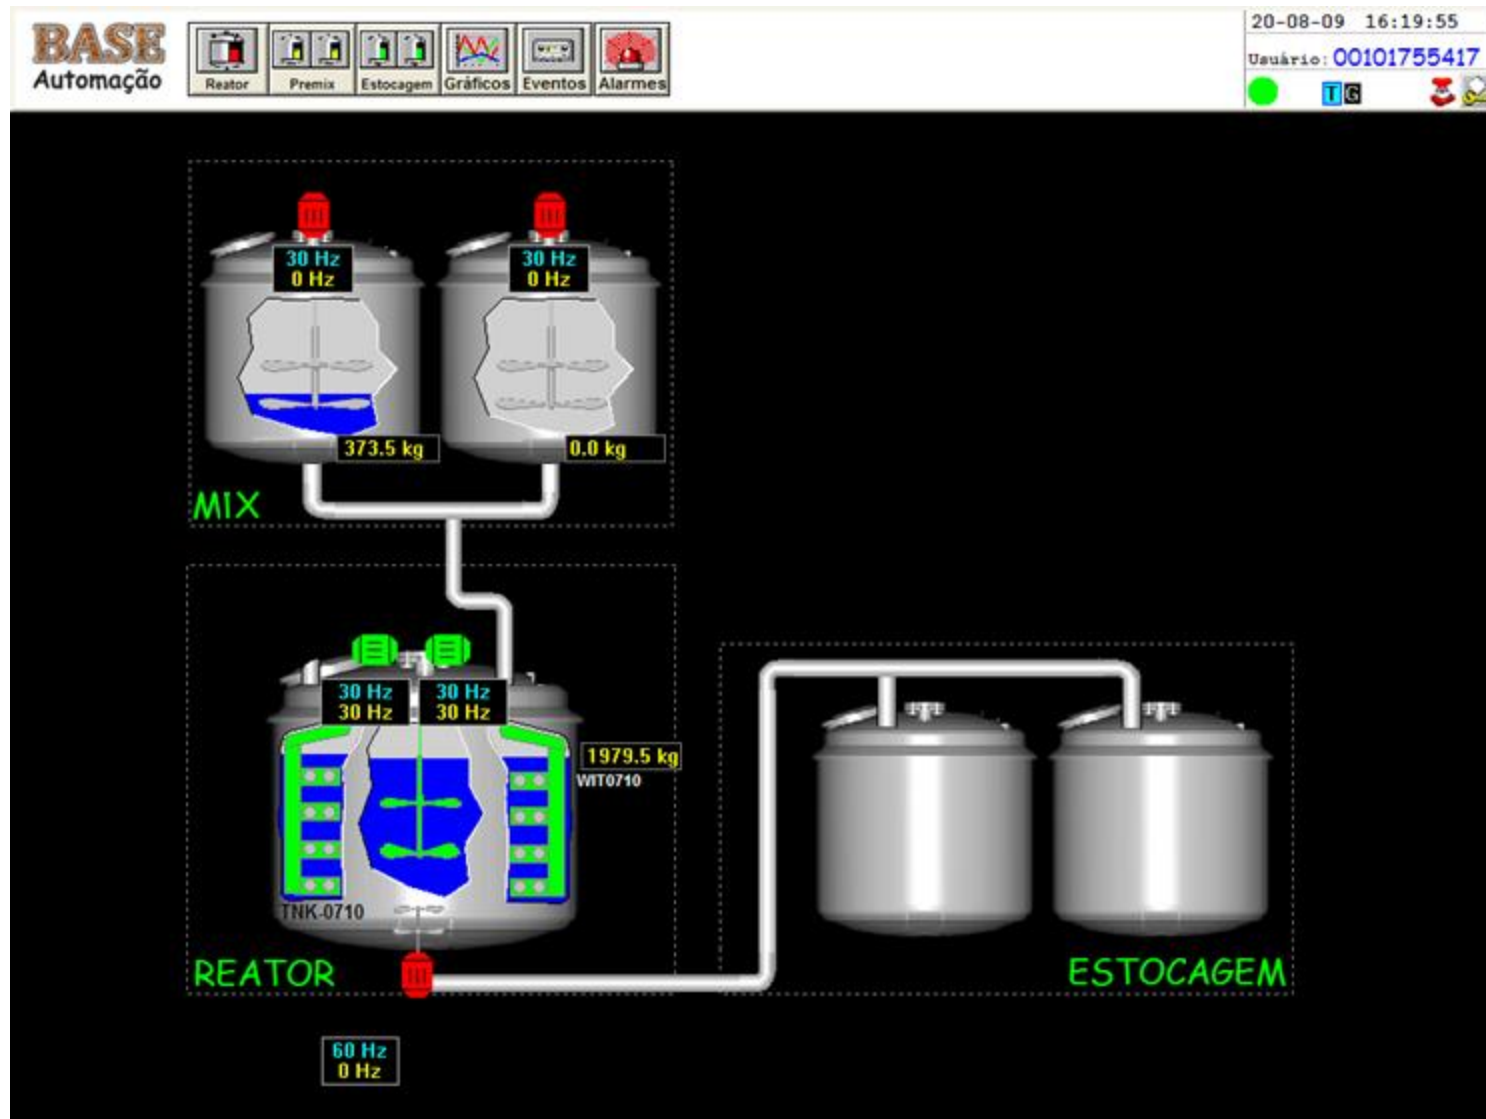 BASE
Automação
Reator
Premix
Estocagem
Gráficos
Eventos
Alarmes
20-08-09 16:19:55
Usuário: 00101755417
T G
30 Hz
0 Hz
30 Hz
0 Hz
373.5 kg
0.0 kg
MIX
30 Hz
30 Hz
30 Hz
30 Hz
1979.5 kg
WIT0710
TNK-0710
REATOR
ESTOCAGEM
60 Hz
0 Hz